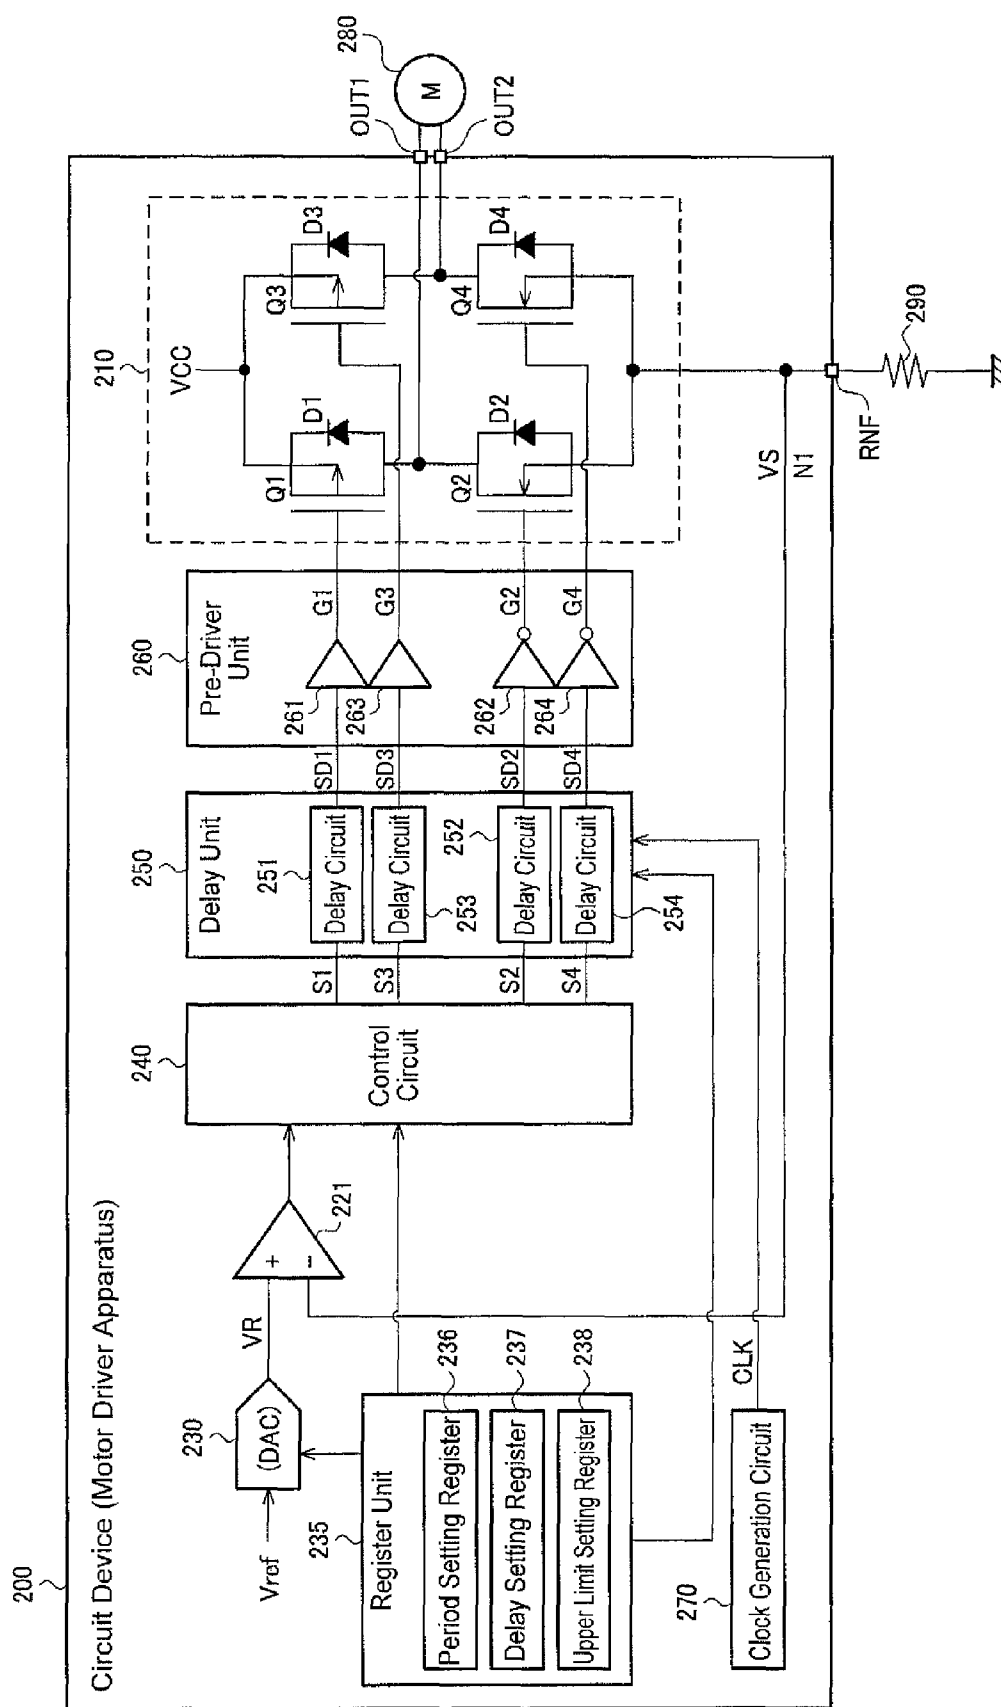 200
Circuit Device (Motor Driver Apparatus)
Vref
230
(DAC)
VR
+
−
221
235
Register Unit
Period Setting Register
236
Delay Setting Register
237
Upper Limit Setting Register
238
270
Clock Generation Circuit
CLK
240
Control
Circuit
S1
S3
S2
S4
250
Delay Unit
251
Delay Circuit
Delay Circuit
253
252
Delay Circuit
Delay Circuit
254
SD1
SD3
SD2
SD4
260
Pre-Driver
Unit
261
263
262
264
G1
G3
G2
G4
210
VCC
Q1
D1
Q3
D3
Q2
D2
Q4
D4
OUT1
OUT2
280
M
VS
N1
RNF
290